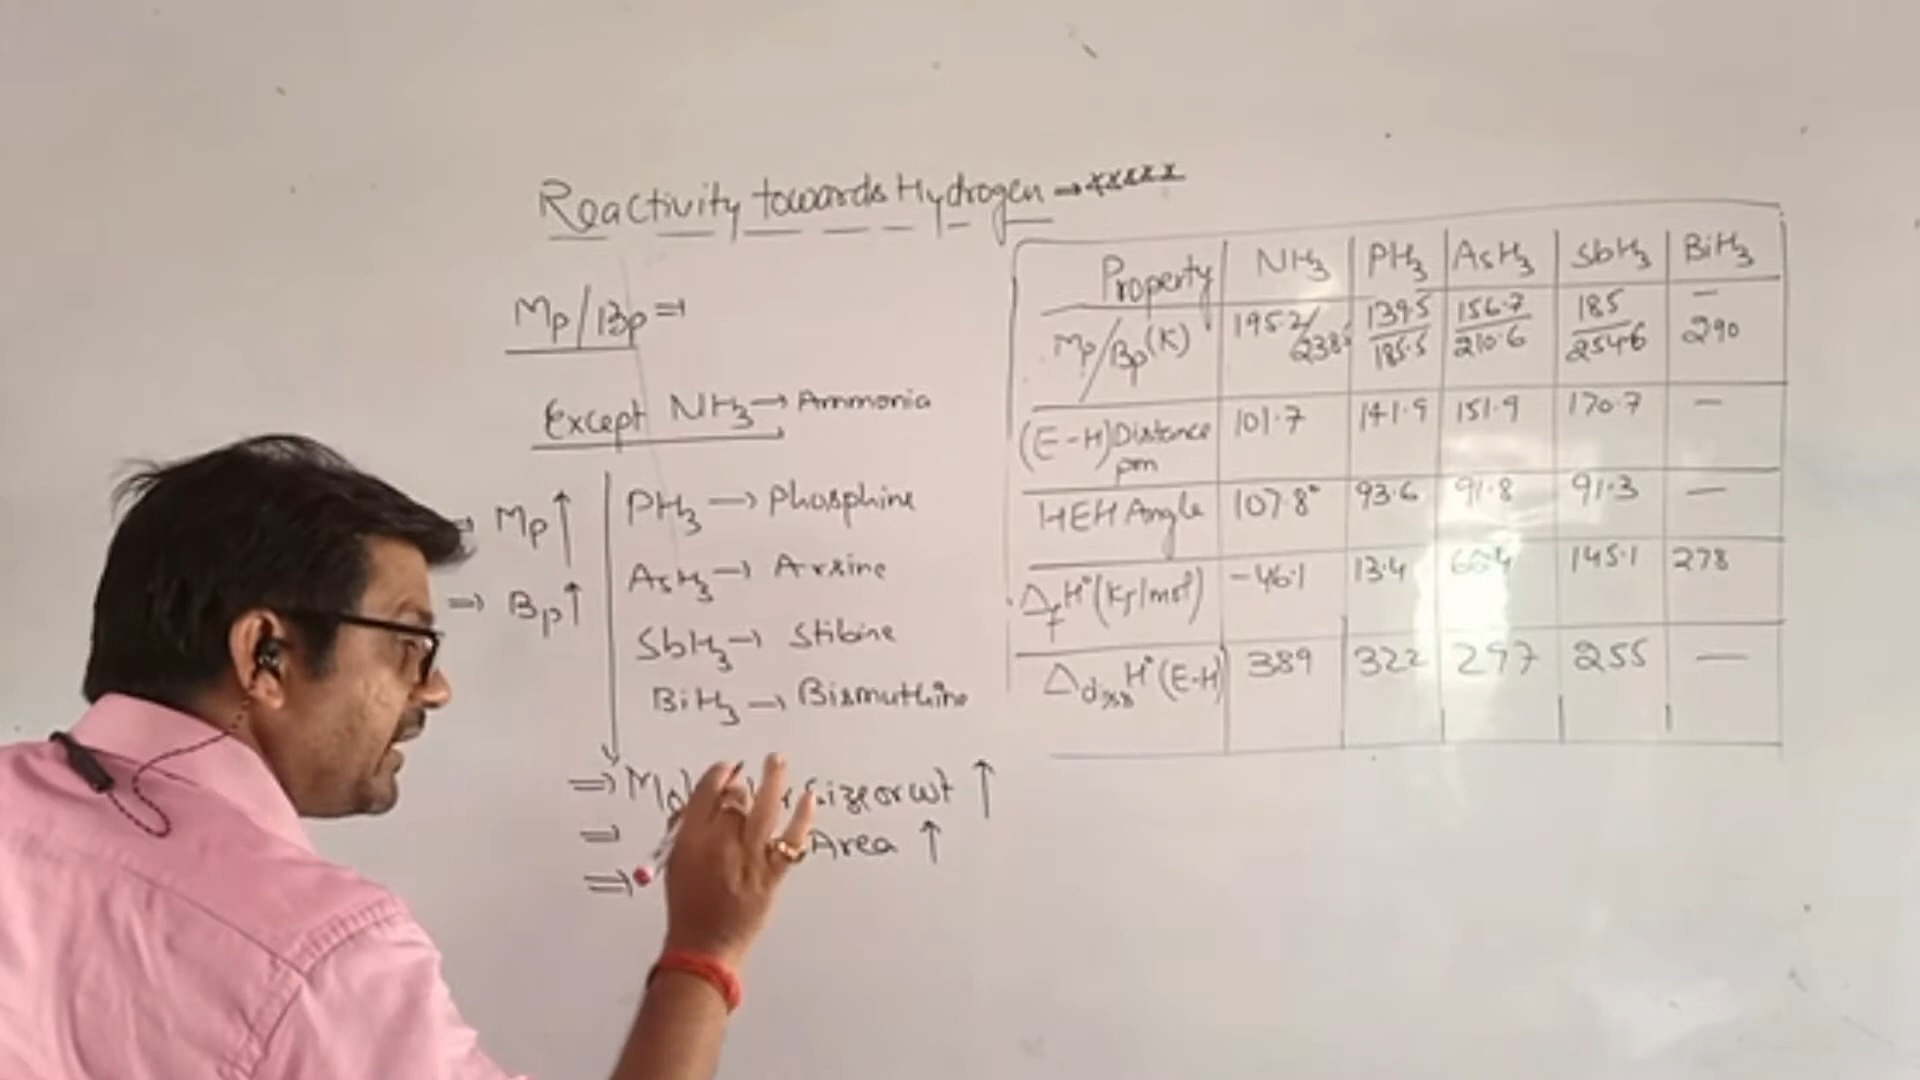 Reactivity towards Hydrogen → xxxxx
Mp/Bp ⇒
Except NH3 → Ammonia
⇒ Mp ↑
⇒ Bp ↑
PH3 → Phosphine
AsH3 → Arsine
SbH3 → Stibine
BiH3 → Bismuthine
⇒ Size or wt ↑
⇒ Area ↑
⇒
Property NH3 PH3 AsH3 SbH3 BiH3
Mp/Bp(K) 195.2/238. 139.5/185.5 156.7/210.6 185/254.6 — 290
(E-H) Distance pm 101.7 141.9 151.9 170.7 —
HEH Angle 107.8° 93.6 91.8 91.3 —
ΔfH°(KJ/mol) -46.1 13.4 66.4 145.1 278
ΔdissH°(E-H) 389 322 297 255 —